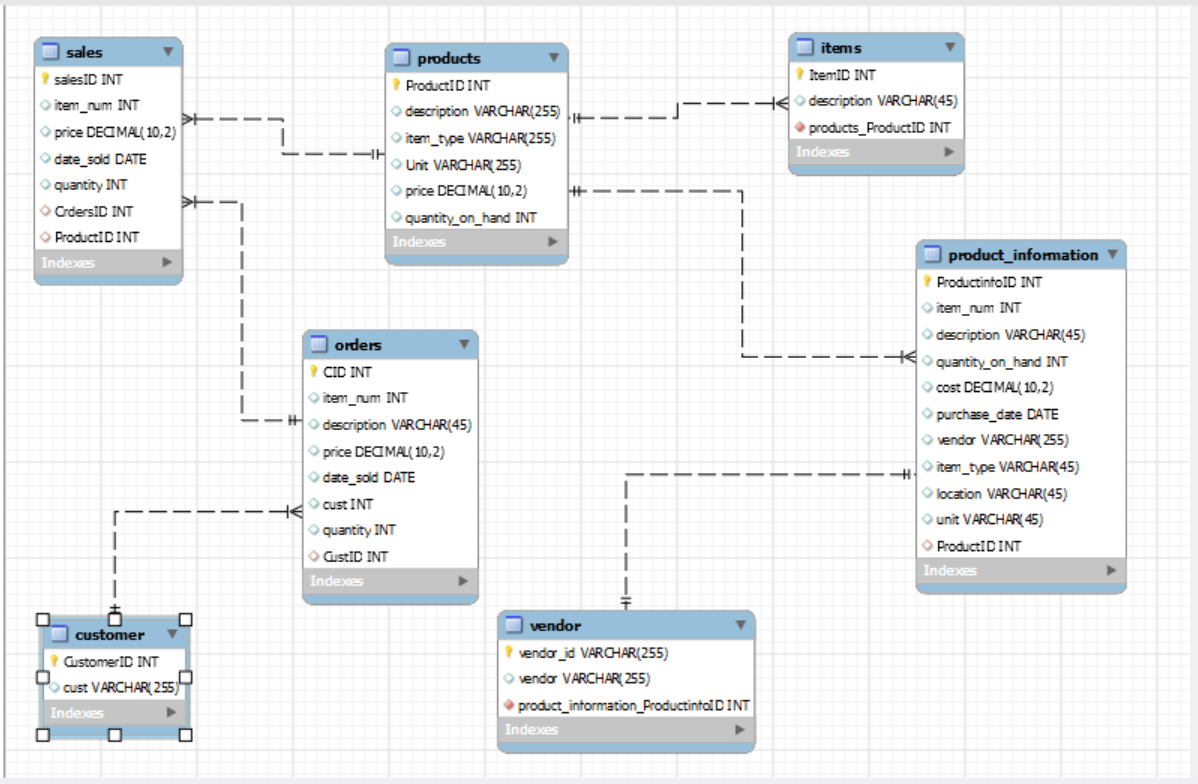 sales
salesID INT
item_num INT
price DECIMAL(10,2)
date_sold DATE
quantity INT
OrdersID INT
ProductID INT
Indexes
products
ProductID INT
description VARCHAR(255)
item_type VARCHAR(255)
Unit VARCHAR(255)
price DECIMAL(10,2)
quantity_on_hand INT
Indexes
items
ItemID INT
description VARCHAR(45)
products_ProductID INT
Indexes
product_information
ProductinfoID INT
item_num INT
description VARCHAR(45)
quantity_on_hand INT
cost DECIMAL(10,2)
purchase_date DATE
vendor VARCHAR(255)
item_type VARCHAR(45)
location VARCHAR(45)
unit VARCHAR(45)
ProductID INT
Indexes
orders
CID INT
item_num INT
description VARCHAR(45)
price DECIMAL(10,2)
date_sold DATE
cust INT
quantity INT
CustID INT
Indexes
customer
CustomerID INT
cust VARCHAR(255)
Indexes
vendor
vendor_id VARCHAR(255)
vendor VARCHAR(255)
product_information_ProductinfoID INT
Indexes